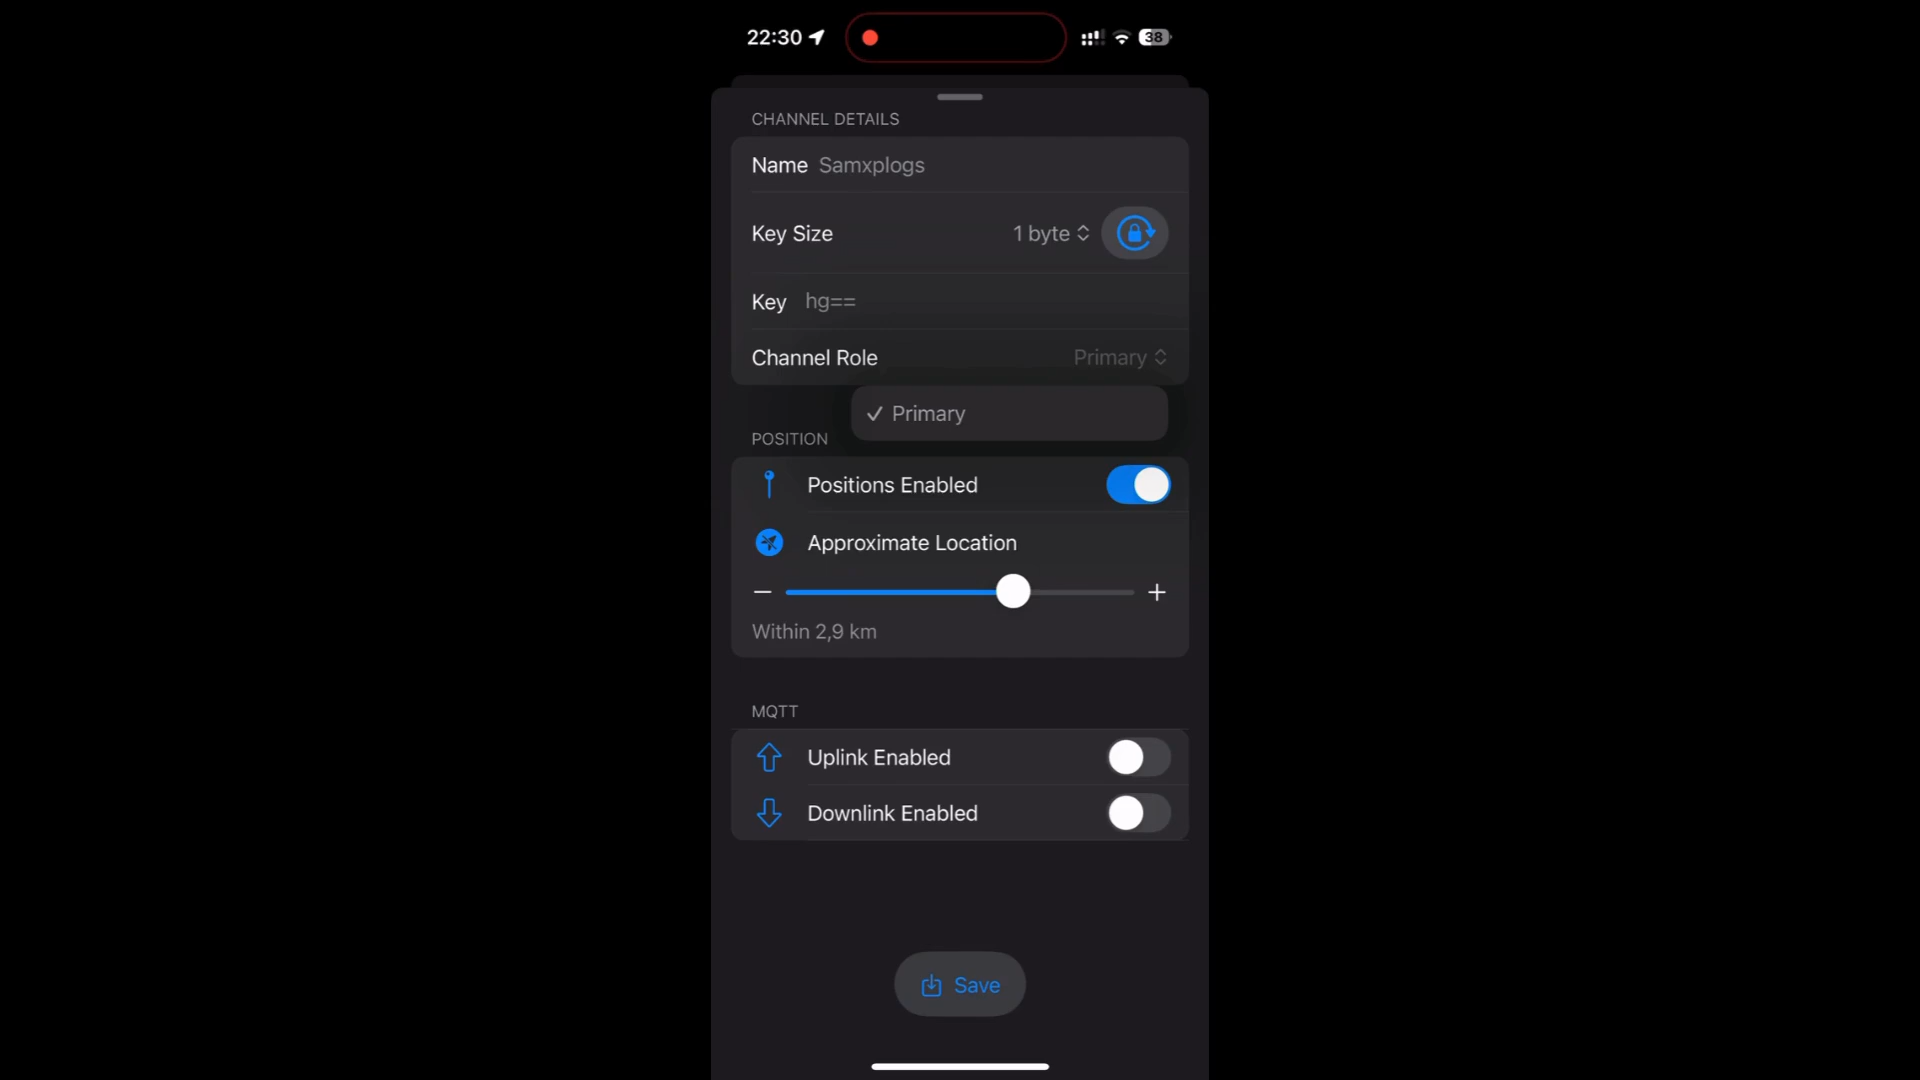 22:30
38
CHANNEL DETAILS
Name Samxplogs
Key Size 1 byte
Key hg==
Channel Role Primary
Primary
POSITION
Positions Enabled
Approximate Location
Within 2,9 km
MQTT
Uplink Enabled
Downlink Enabled
Save